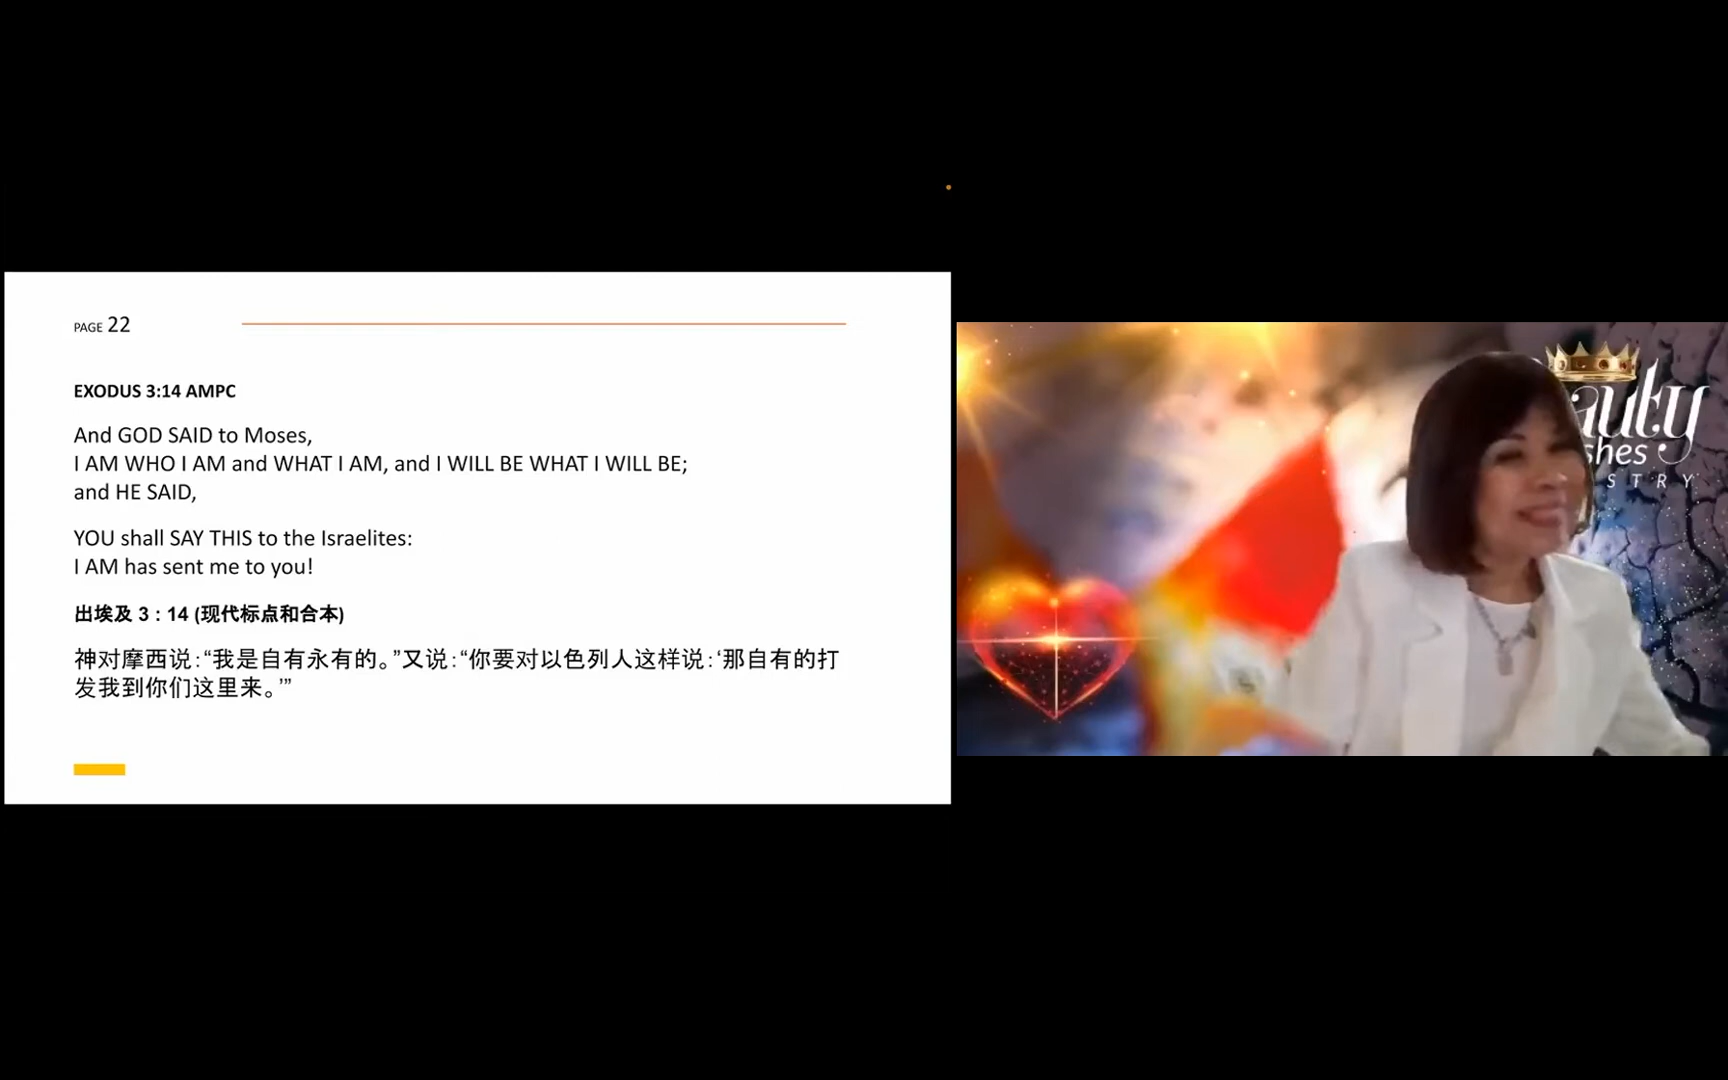 PAGE 22
EXODUS 3:14 AMPC
And GOD SAID to Moses,
I AM WHO I AM and WHAT I AM, and I WILL BE WHAT I WILL BE;
and HE SAID,
YOU shall SAY THIS to the Israelites:
I AM has sent me to you!
出埃及 3 : 14 (现代标点和合本)
神对摩西说：“我是自有永有的。”又说：“你要对以色列人这样说：‘那自有的打
发我到你们这里来。’”